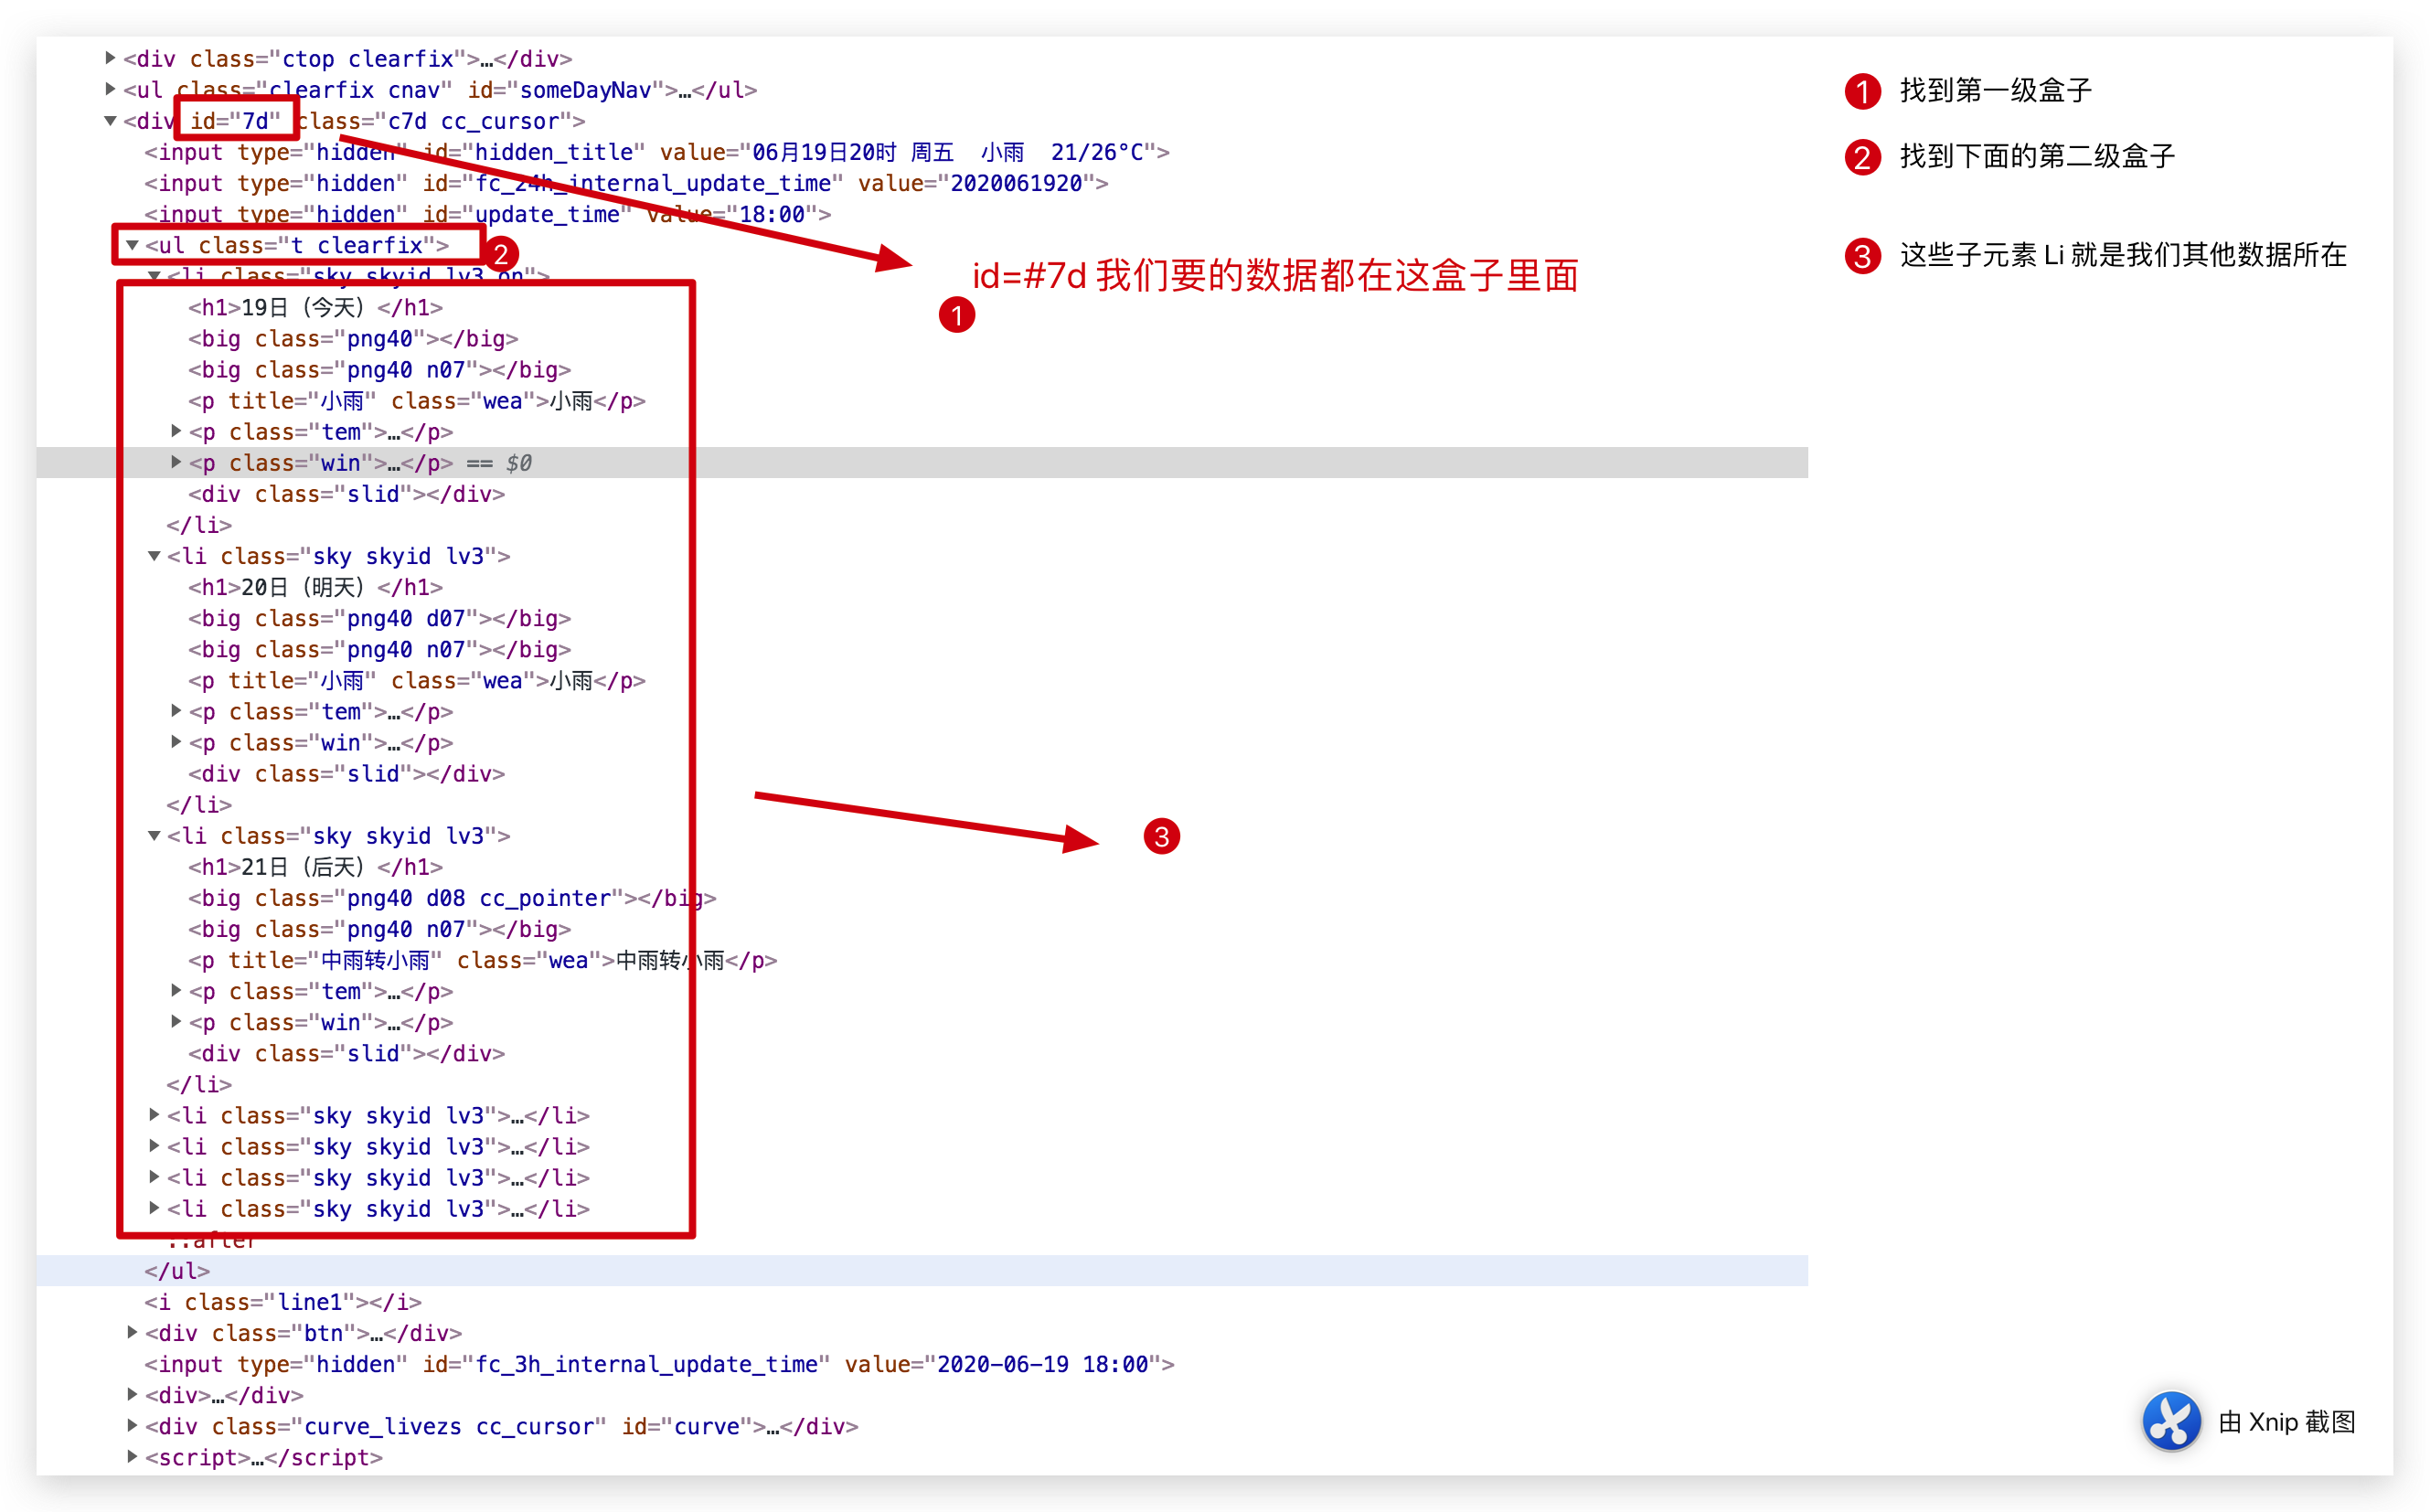 <div class="ctop clearfix">…</div>
<ul class="clearfix cnav" id="someDayNav">…</ul>
<div id="7d" class="c7d cc_cursor">
<input type="hidden" id="hidden_title" value="06月19日20时 周五  小雨  21/26°C">
<input type="hidden" id="fc_24h_internal_update_time" value="2020061920">
<input type="hidden" id="update_time" value="18:00">
<ul class="t clearfix">
2
<li class="sky skyid lv3 on">
<h1>19日（今天）</h1>
<big class="png40"></big>
<big class="png40 n07"></big>
<p title="小雨" class="wea">小雨</p>
<p class="tem">…</p>
<p class="win">…</p> == $0
<div class="slid"></div>
</li>
<li class="sky skyid lv3">
<h1>20日（明天）</h1>
<big class="png40 d07"></big>
<big class="png40 n07"></big>
<p title="小雨" class="wea">小雨</p>
<p class="tem">…</p>
<p class="win">…</p>
<div class="slid"></div>
</li>
<li class="sky skyid lv3">
<h1>21日（后天）</h1>
<big class="png40 d08 cc_pointer"></big>
<big class="png40 n07"></big>
<p title="中雨转小雨" class="wea">中雨转小雨</p>
<p class="tem">…</p>
<p class="win">…</p>
<div class="slid"></div>
</li>
<li class="sky skyid lv3">…</li>
<li class="sky skyid lv3">…</li>
<li class="sky skyid lv3">…</li>
<li class="sky skyid lv3">…</li>
::after
</ul>
<i class="line1"></i>
<div class="btn">…</div>
<input type="hidden" id="fc_3h_internal_update_time" value="2020-06-19 18:00">
<div>…</div>
<div class="curve_livezs cc_cursor" id="curve">…</div>
<script>…</script>
id=#7d 我们要的数据都在这盒子里面
1
3
1 找到第一级盒子
2 找到下面的第二级盒子
3 这些子元素 Li 就是我们其他数据所在
由 Xnip 截图